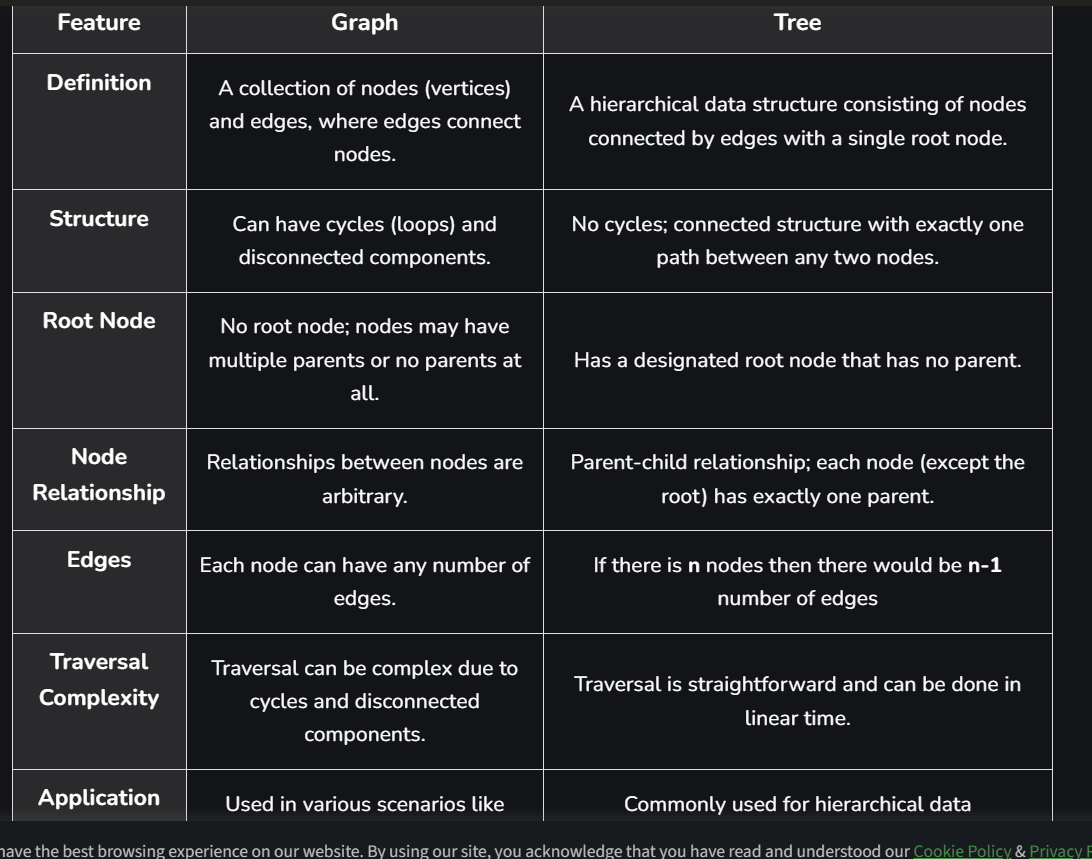 Feature Graph Tree
Definition
A collection of nodes (vertices)
and edges, where edges connect
nodes.
A hierarchical data structure consisting of nodes
connected by edges with a single root node.
Structure
Can have cycles (loops) and
disconnected components.
No cycles; connected structure with exactly one
path between any two nodes.
Root Node
No root node; nodes may have
multiple parents or no parents at
all.
Has a designated root node that has no parent.
Node
Relationship
Relationships between nodes are
arbitrary.
Parent-child relationship; each node (except the
root) has exactly one parent.
Edges
Each node can have any number of
edges.
If there is n nodes then there would be n-1
number of edges
Traversal
Complexity
Traversal can be complex due to
cycles and disconnected
components.
Traversal is straightforward and can be done in
linear time.
Application
Used in various scenarios like
Commonly used for hierarchical data
have the best browsing experience on our website. By using our site, you acknowledge that you have read and understood our Cookie Policy & Privacy